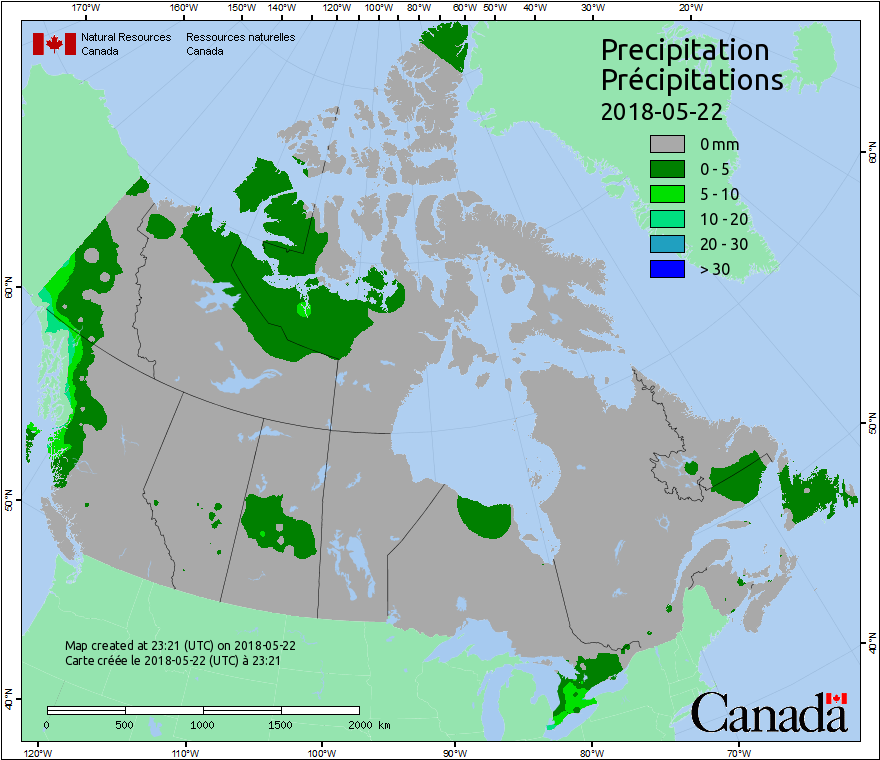 170°W 160°W 150°W 140°W 120°W 100°W 80°W 60°W 50°W 40°W 30°W 20°W
Natural Resources Canada
Ressources naturelles Canada
Precipitation
Précipitations
2018-05-22
0 mm
0 - 5
5 - 10
10 - 20
20 - 30
> 30
60°N
60°N
50°N
50°N
40°N
40°N
Map created at 23:21 (UTC) on 2018-05-22
Carte créée le 2018-05-22 (UTC) à 23:21
0 500 1000 1500 2000 km
Canada
120°W 110°W 100°W 90°W 80°W 70°W